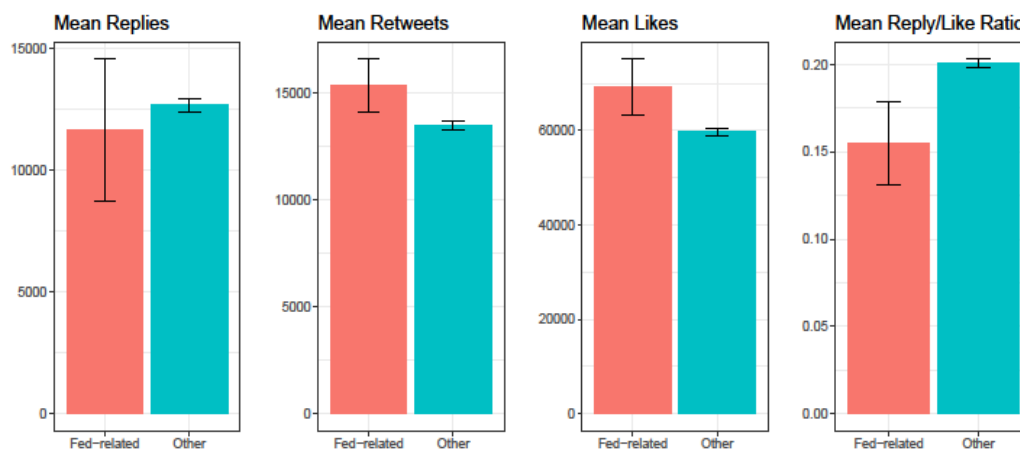 Mean Replies
15000
10000
5000
0
Fed-related Other
Mean Retweets
15000
10000
5000
0
Fed-related Other
Mean Likes
60000
40000
20000
0
Fed-related Other
Mean Reply/Like Ratio
0.20
0.15
0.10
0.05
0.00
Fed-related Other